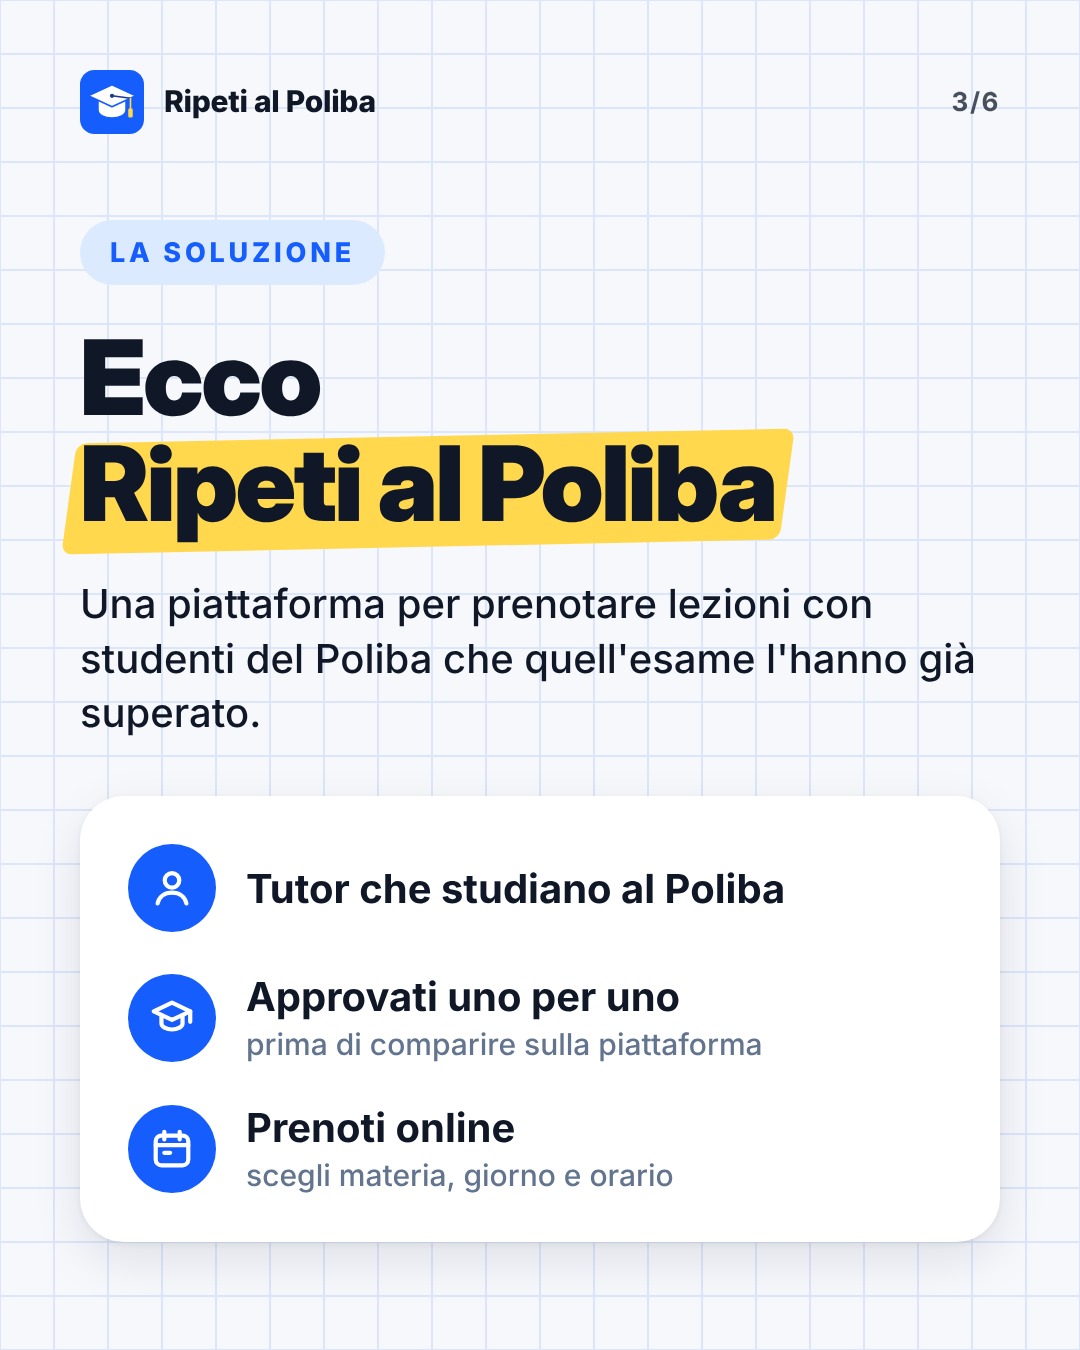 Ripeti al Poliba
3/6
LA SOLUZIONE
Ecco
Ripeti al Poliba
Una piattaforma per prenotare lezioni con
studenti del Poliba che quell'esame l'hanno già
superato.
Tutor che studiano al Poliba
Approvati uno per uno
prima di comparire sulla piattaforma
Prenoti online
scegli materia, giorno e orario